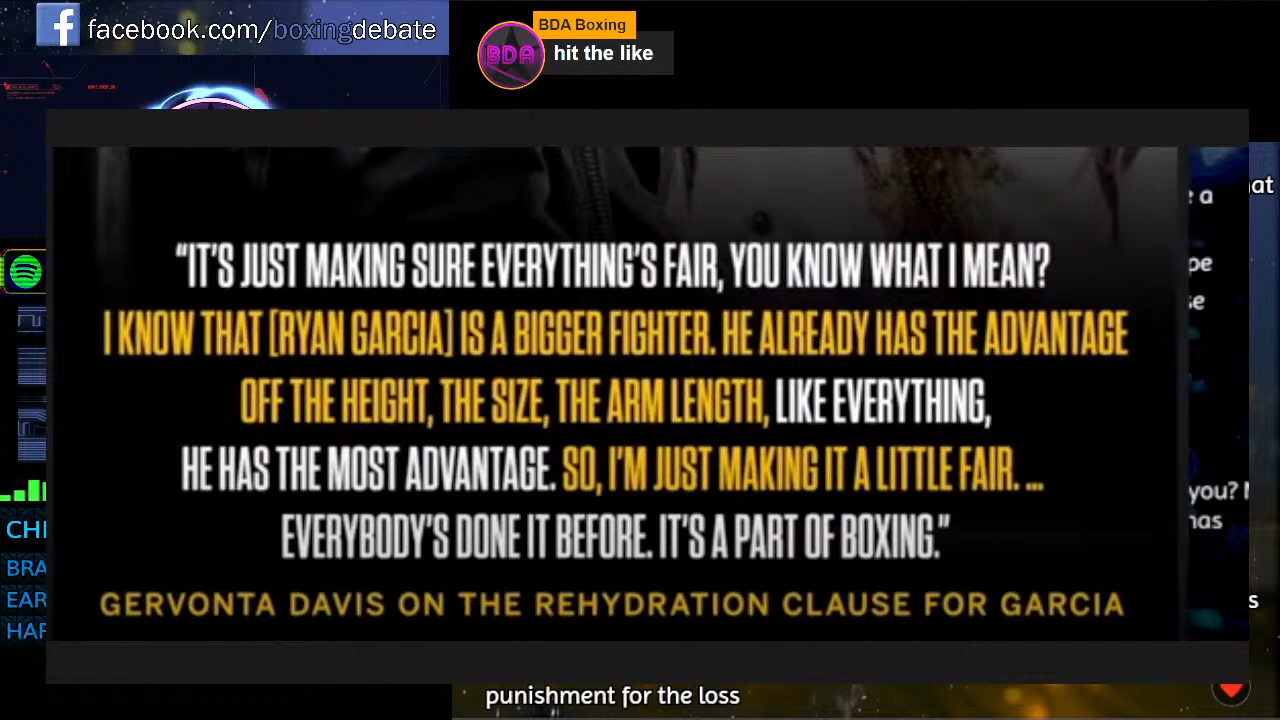 facebook.com/boxingdebate
BDA Boxing
BDA
hit the like
"IT'S JUST MAKING SURE EVERYTHING'S FAIR, YOU KNOW WHAT I MEAN?
I KNOW THAT [RYAN GARCIA] IS A BIGGER FIGHTER. HE ALREADY HAS THE ADVANTAGE
OFF THE HEIGHT, THE SIZE, THE ARM LENGTH, LIKE EVERYTHING,
HE HAS THE MOST ADVANTAGE. SO, I'M JUST MAKING IT A LITTLE FAIR. ...
EVERYBODY'S DONE IT BEFORE. IT'S A PART OF BOXING."
GERVONTA DAVIS ON THE REHYDRATION CLAUSE FOR GARCIA
you?
punishment for the loss